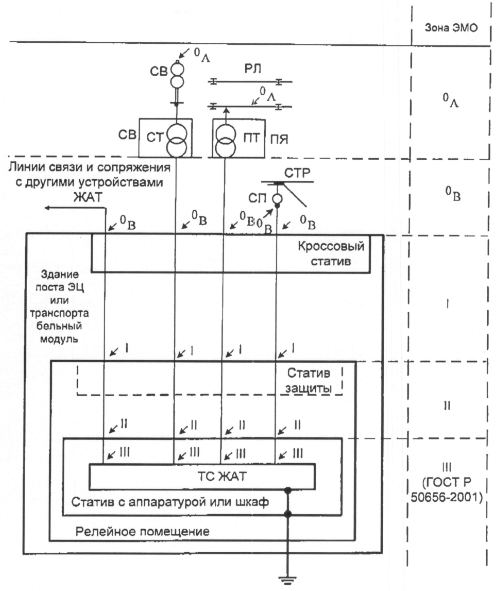 Зона ЭМО
0Л
СВ
РЛ
0Л
0Л
СВ
СТ
ПТ
ПЯ
Линии связи и сопряжения
с другими устройствами
ЖАТ
СТР
СП
0В
0В
0В
0В
0В
0В
Кроссовый
статив
Здание
поста ЭЦ
или
транспорта
бельный
модуль
I
I
I
I
I
Статив
защиты
II
II
II
II
II
III
III
III
III
III
(ГОСТ Р
50656-2001)
ТС ЖАТ
Статив с аппаратурой или шкаф
Релейное помещение